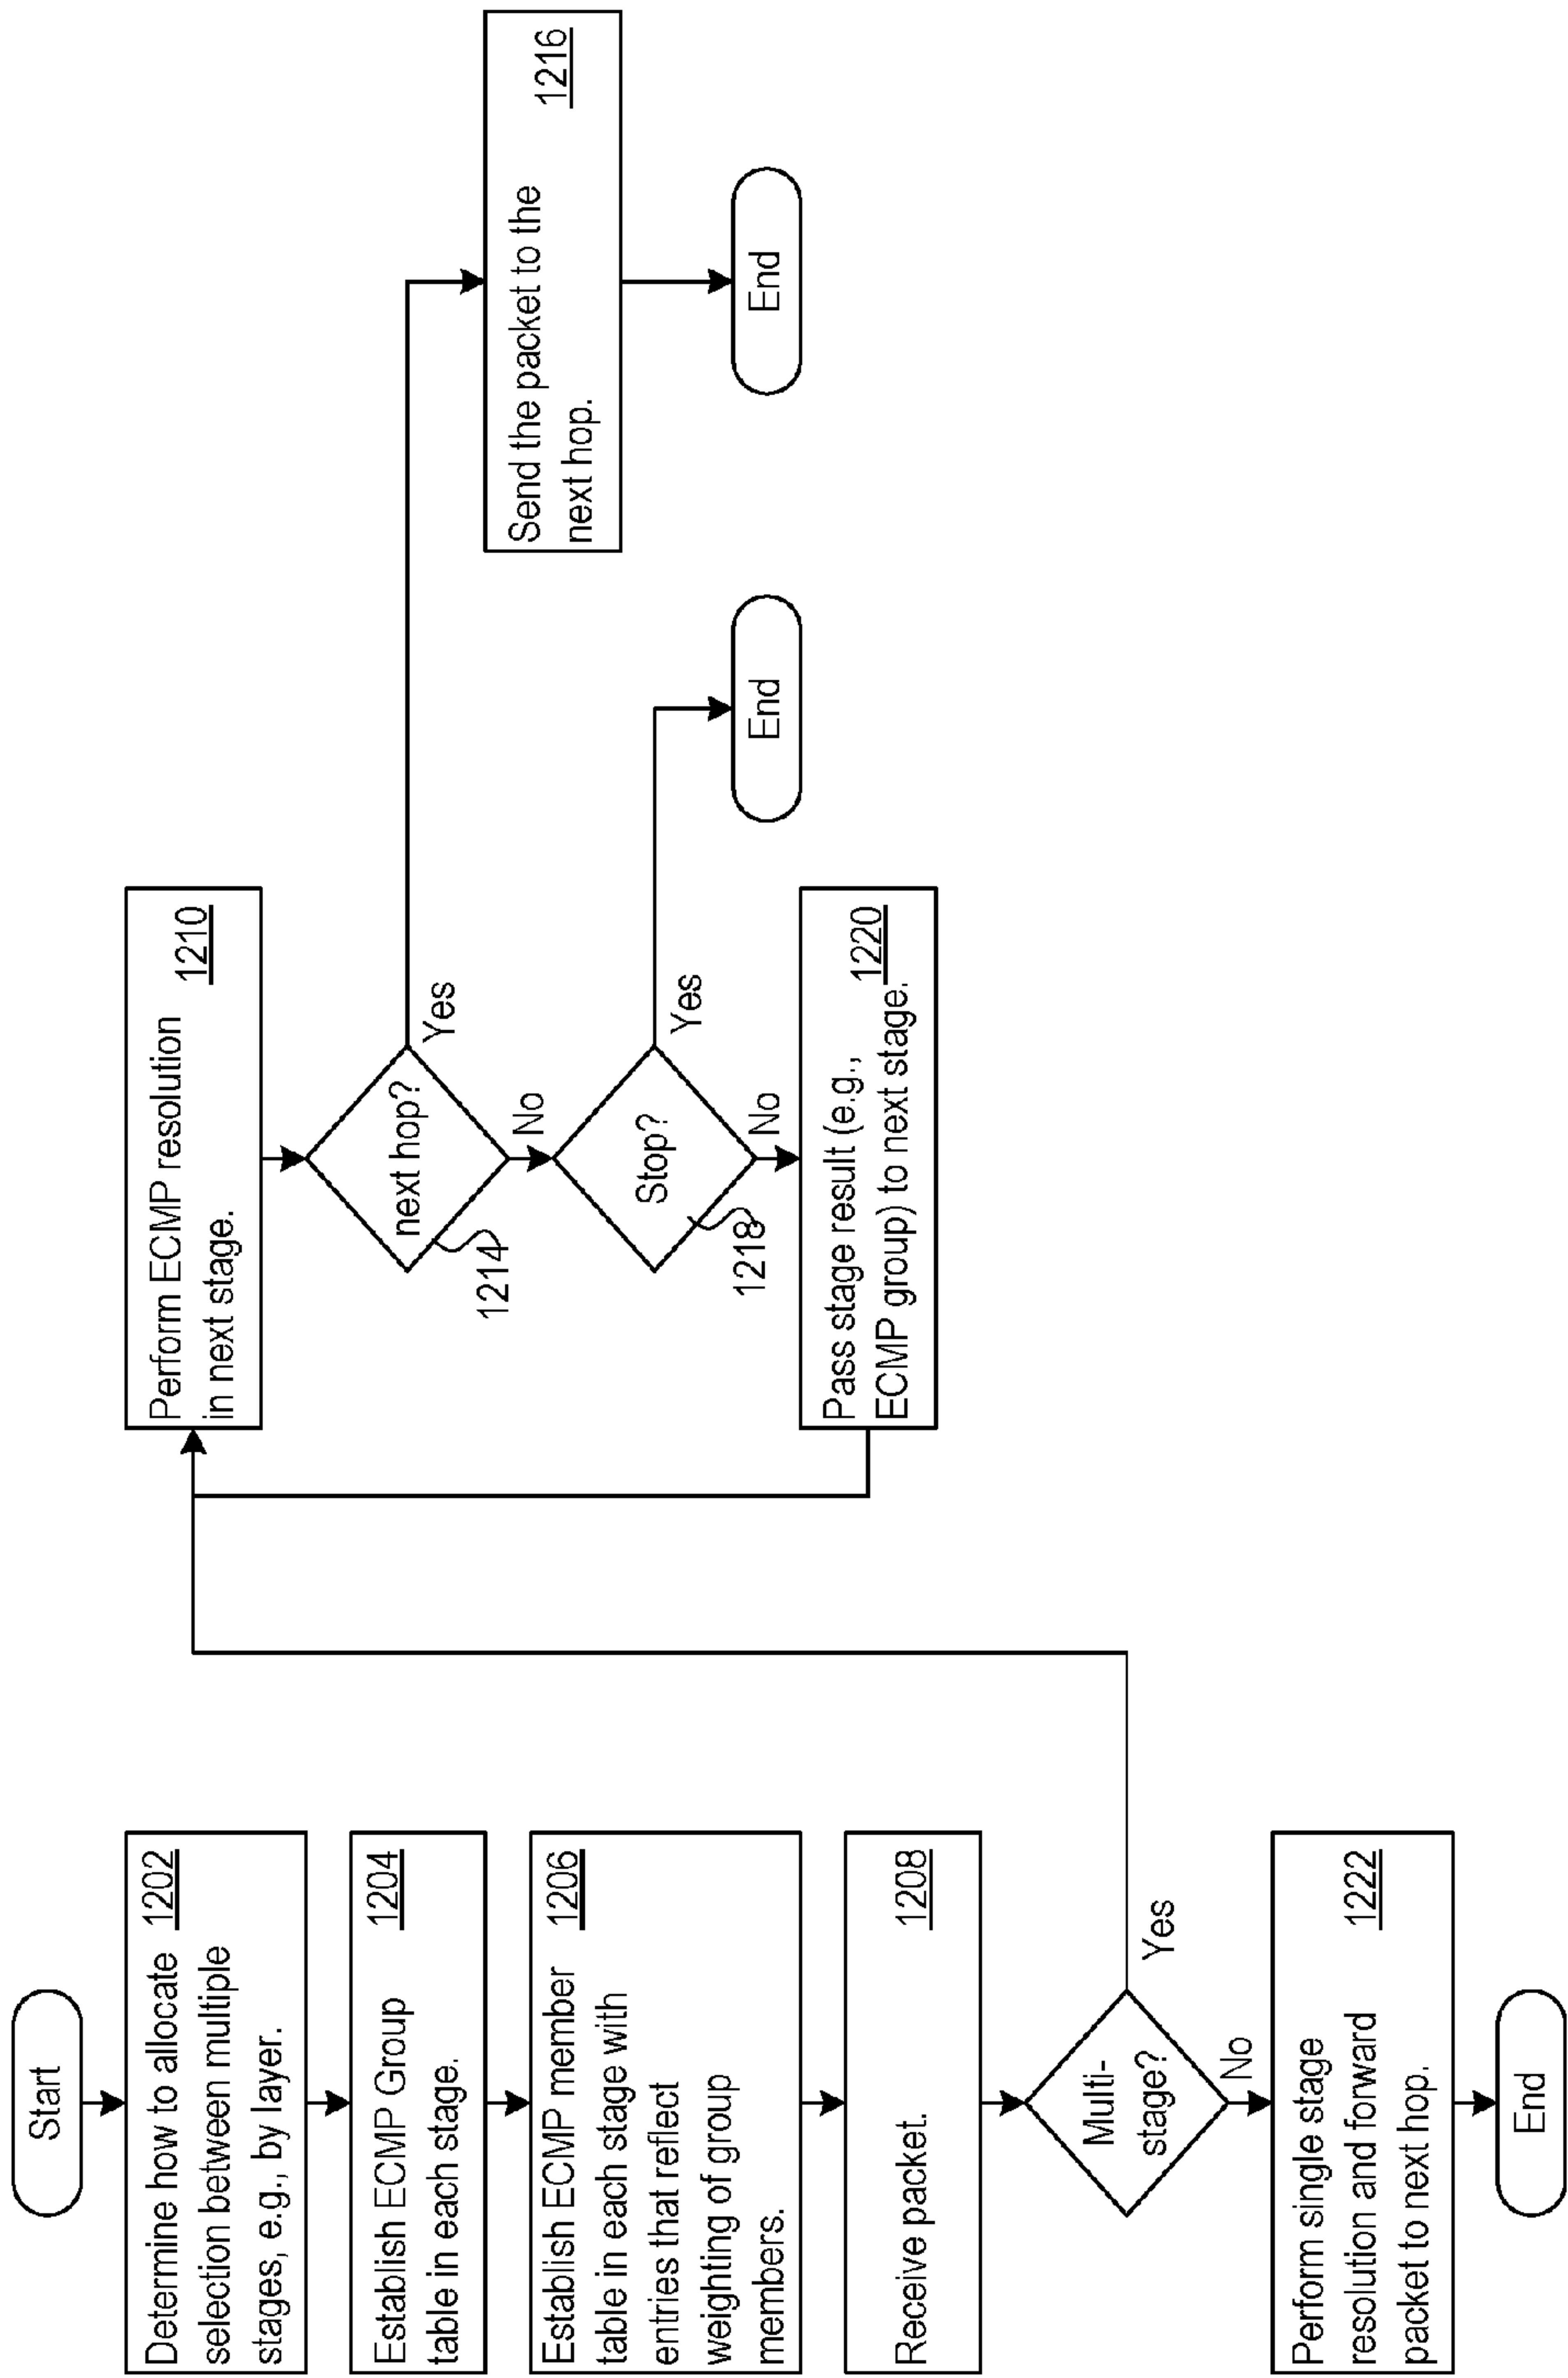 Start
Determine how to allocate 1202
selection between multiple
stages, e.g., by layer.
Establish ECMP Group 1204
table in each stage.
Establish ECMP member 1206
table in each stage with
entries that reflect
weighting of group
members.
Receive packet. 1208
Multi-
stage?
Yes
No
Perform single stage
resolution and forward 1222
packet to next hop.
End
Perform ECMP resolution
in next stage. 1210
next hop?
Yes
1214
No
Stop?
Yes
1218
No
Pass stage result (e.g., 1220
ECMP group) to next stage.
End
Send the packet to the
next hop. 1216
End